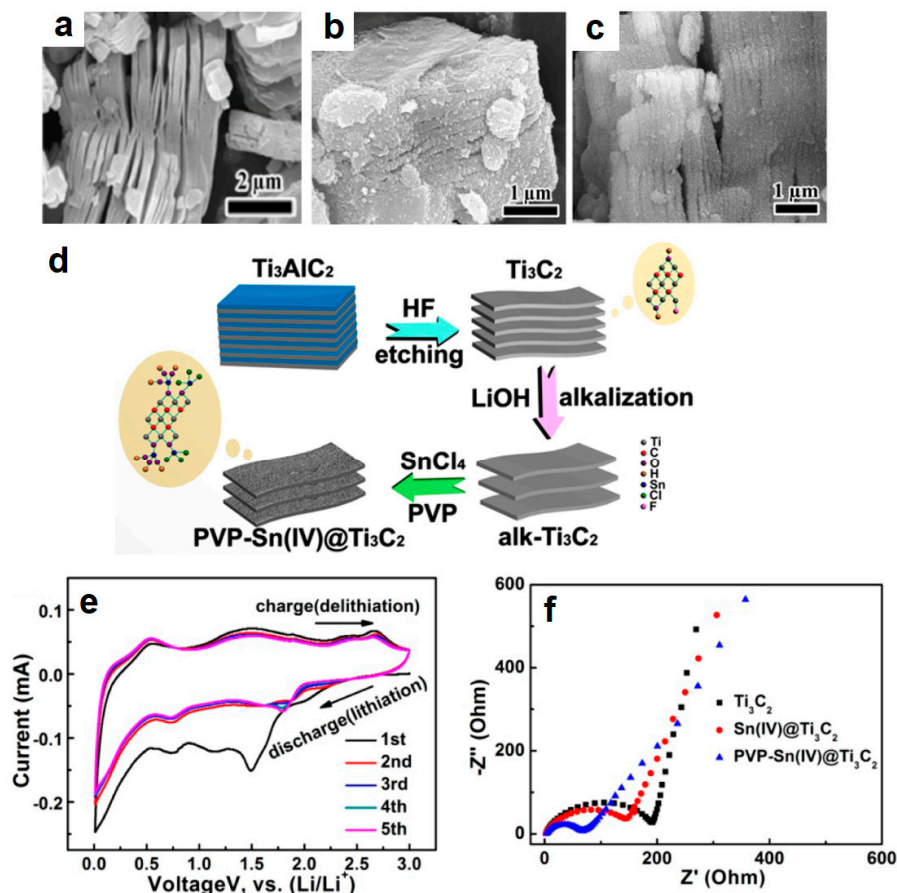 a
2 μm
b
1 μm
c
1 μm
d
Ti₃AlC₂
HF
etching
Ti₃C₂
LiOH
alkalization
SnCl₄
PVP
PVP-Sn(IV)@Ti₃C₂
alk-Ti₃C₂
Ti
C
O
H
Sn
Cl
F
e
charge(delithiation)
discharge(lithiation)
1st
2nd
3rd
4th
5th
Current (mA)
0.1
0.0
-0.1
-0.2
0.0 0.5 1.0 1.5 2.0 2.5 3.0
VoltageV, vs. (Li/Li⁺)
f
Ti₃C₂
Sn(IV)@Ti₃C₂
PVP-Sn(IV)@Ti₃C₂
-Z'' (Ohm)
600
400
200
0
0 200 400 600
Z' (Ohm)